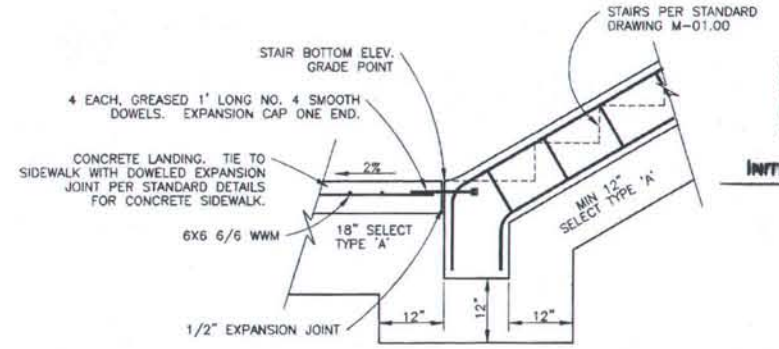 STAIRS PER STANDARD
DRAWING M-01.00
STAIR BOTTOM ELEV.
GRADE POINT
4 EACH, GREASED 1' LONG NO. 4 SMOOTH
DOWELS. EXPANSION CAP ONE END.
CONCRETE LANDING. TIE TO
SIDEWALK WITH DOWELED EXPANSION
JOINT PER STANDARD DETAILS
FOR CONCRETE SIDEWALK.
2%
6X6 6/6 WWM
18" SELECT
TYPE 'A'
MIN 12"
SELECT TYPE 'A'
12"
12"
12"
1/2" EXPANSION JOINT